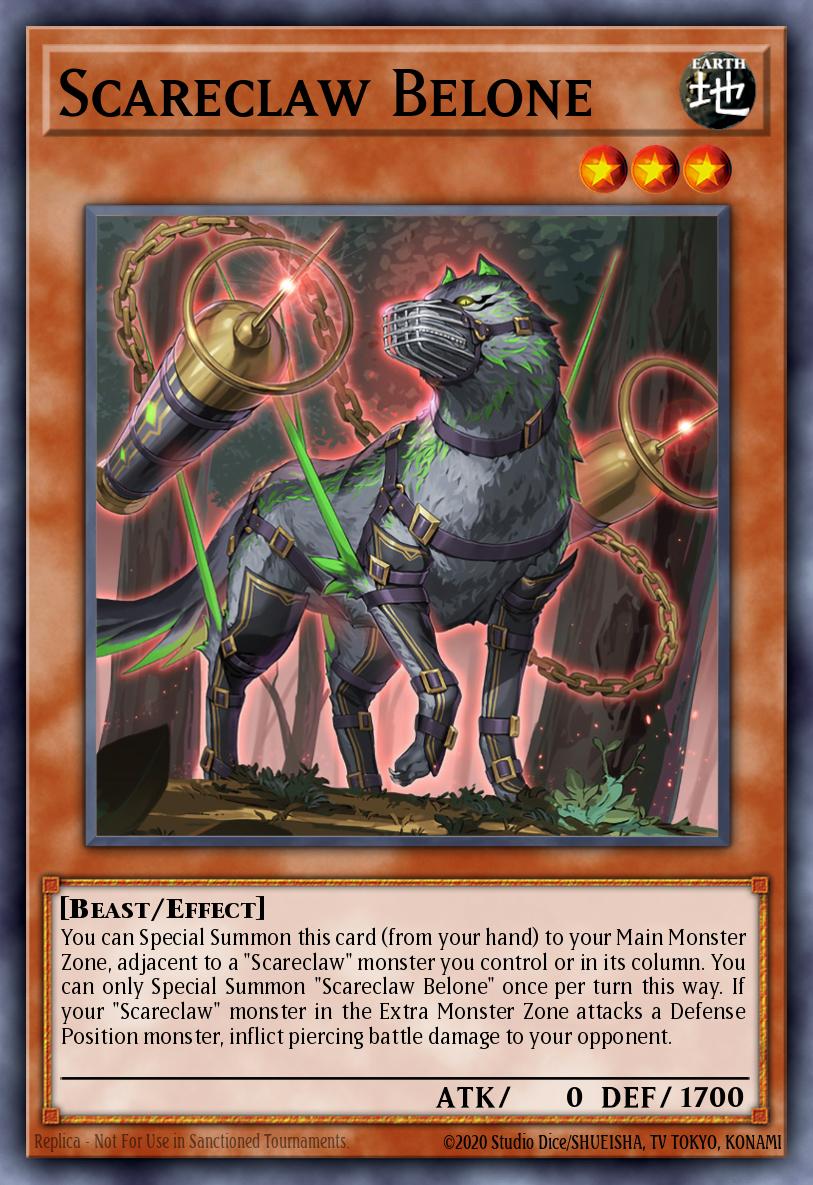 Scareclaw Belone
EARTH
地
[Beast/Effect]
You can Special Summon this card (from your hand) to your Main Monster
Zone, adjacent to a "Scareclaw" monster you control or in its column. You
can only Special Summon "Scareclaw Belone" once per turn this way. If
your "Scareclaw" monster in the Extra Monster Zone attacks a Defense
Position monster, inflict piercing battle damage to your opponent.
ATK/ 0 DEF/ 1700
Replica - Not For Use in Sanctioned Tournaments.
©2020 Studio Dice/SHUEISHA, TV TOKYO, KONAMI